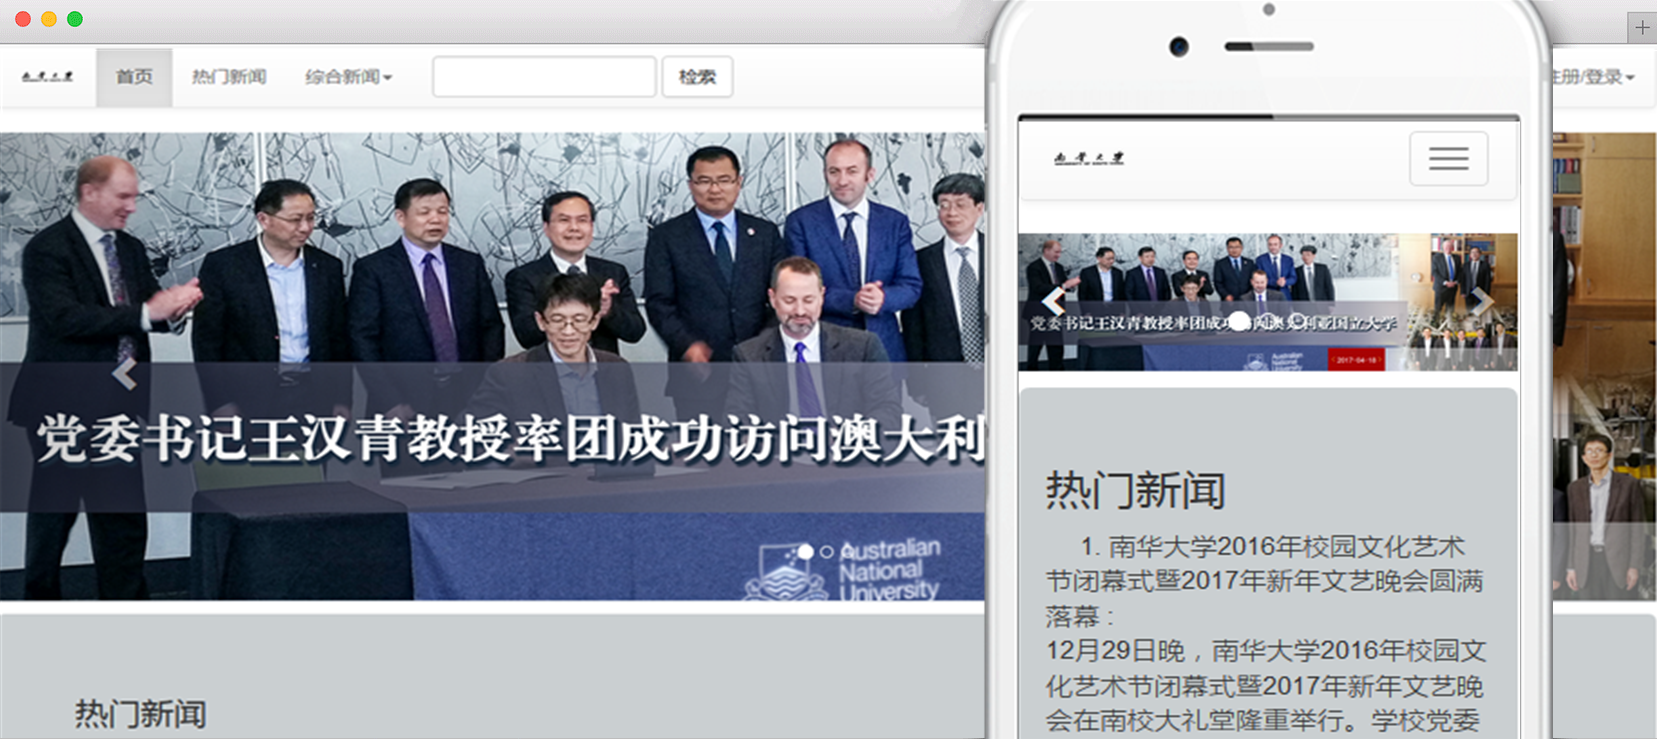 南华大学
首页
热门新闻
综合新闻
检索
注册/登录
党委书记王汉青教授率团成功访问澳大利
Australian
National
University
热门新闻
南华大学
党委书记王汉青教授率团成功访问澳大利亚国立大学
Australian
National
University
2017-04-18
热门新闻
1. 南华大学2016年校园文化艺术
节闭幕式暨2017年新年文艺晚会圆满
落幕：
12月29日晚，南华大学2016年校园文
化艺术节闭幕式暨2017年新年文艺晚
会在南校大礼堂隆重举行。学校党委